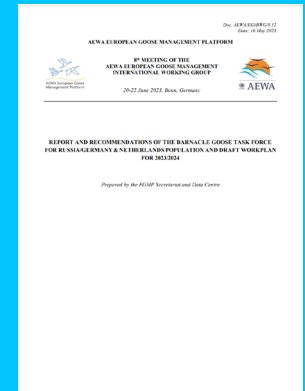 Doc. AEWA/EGMIWG/8.12
Date: 16 May 2023
AEWA EUROPEAN GOOSE MANAGEMENT PLATFORM
8th MEETING OF THE
AEWA EUROPEAN GOOSE MANAGEMENT
INTERNATIONAL WORKING GROUP
20-22 June 2023, Bonn, Germany
AEWA European Goose
Management Platform
AEWA
REPORT AND RECOMMENDATIONS OF THE BARNACLE GOOSE TASK FORCE
FOR RUSSIA/GERMANY & NETHERLANDS POPULATION AND DRAFT WORKPLAN
FOR 2023/2024
Prepared by the EGMP Secretariat and Data Centre